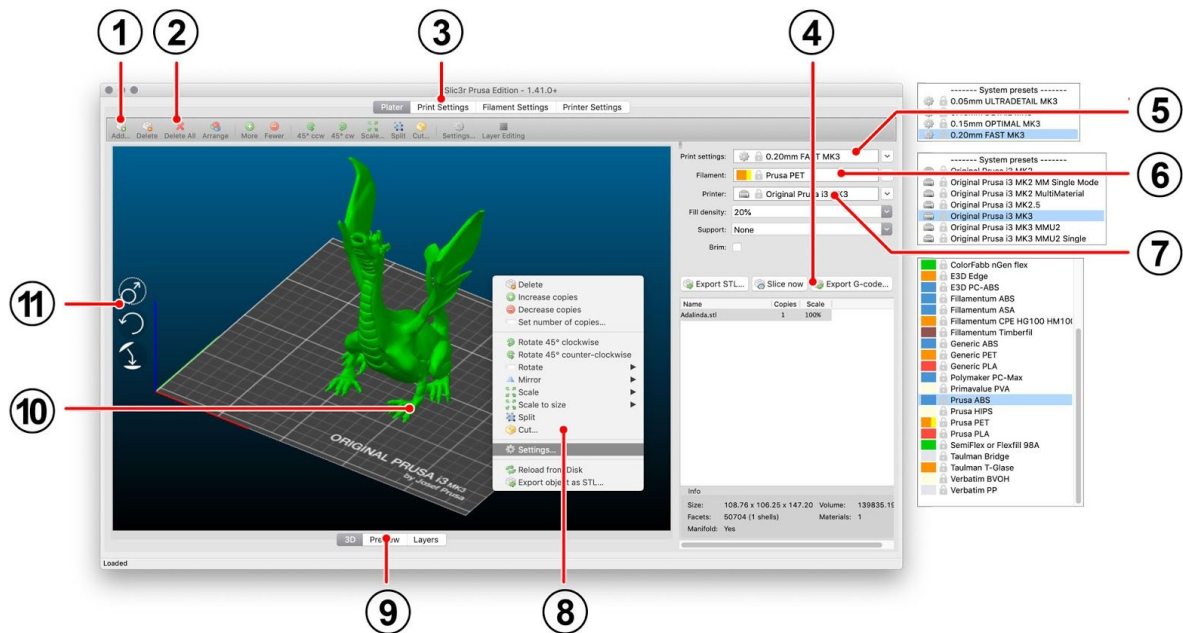 1
2
3
4
Slic3r Prusa Edition - 1.41.0+
Plater Print Settings Filament Settings Printer Settings
Add... Delete Delete All Arrange More Fewer 45° ccw 45° cw Scale... Split Cut... Settings... Layer Editing
Print settings: 0.20mm FAST MK3
Filament: Prusa PET
Printer: Original Prusa i3 MK3
Fill density: 20%
Support: None
Brim:
Export STL... Slice now Export G-code...
Name Copies Scale
Adalinda.stl 1 100%
Info
Size: 108.76 x 106.25 x 147.20 Volume: 139835.19
Facets: 50704 (1 shells) Materials: 1
Manifold: Yes
------- System presets -------
0.05mm ULTRADETAIL MK3
0.15mm OPTIMAL MK3
0.20mm FAST MK3
5
------- System presets -------
Original Prusa i3 MK2
Original Prusa i3 MK2 MM Single Mode
Original Prusa i3 MK2 MultiMaterial
Original Prusa i3 MK2.5
Original Prusa i3 MK3
Original Prusa i3 MK3 MMU2
Original Prusa i3 MK3 MMU2 Single
6
7
ColorFabb nGen flex
E3D Edge
E3D PC-ABS
Fillamentum ABS
Fillamentum ASA
Fillamentum CPE HG100 HM100
Fillamentum Timberfil
Generic ABS
Generic PET
Generic PLA
Polymaker PC-Max
Primavalue PVA
Prusa ABS
Prusa HIPS
Prusa PET
Prusa PLA
SemiFlex or Flexfill 98A
Taulman Bridge
Taulman T-Glase
Verbatim BVOH
Verbatim PP
Delete
Increase copies
Decrease copies
Set number of copies...
Rotate 45° clockwise
Rotate 45° counter-clockwise
Rotate
Mirror
Scale
Scale to size
Split
Cut...
Settings...
Reload from Disk
Export object as STL...
11
10
ORIGINAL PRUSA i3 MK3
by Josef Prusa
3D Preview Layers
Loaded
9
8